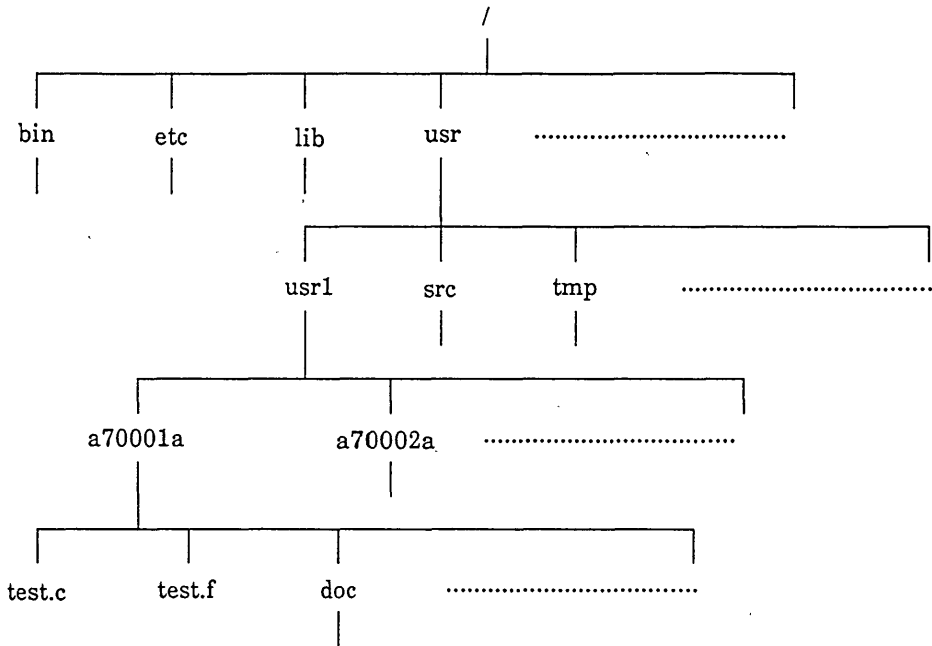 /
bin etc lib usr ..............................
usr1 src tmp ..............................
a70001a a70002a ..............................
test.c test.f doc ..............................